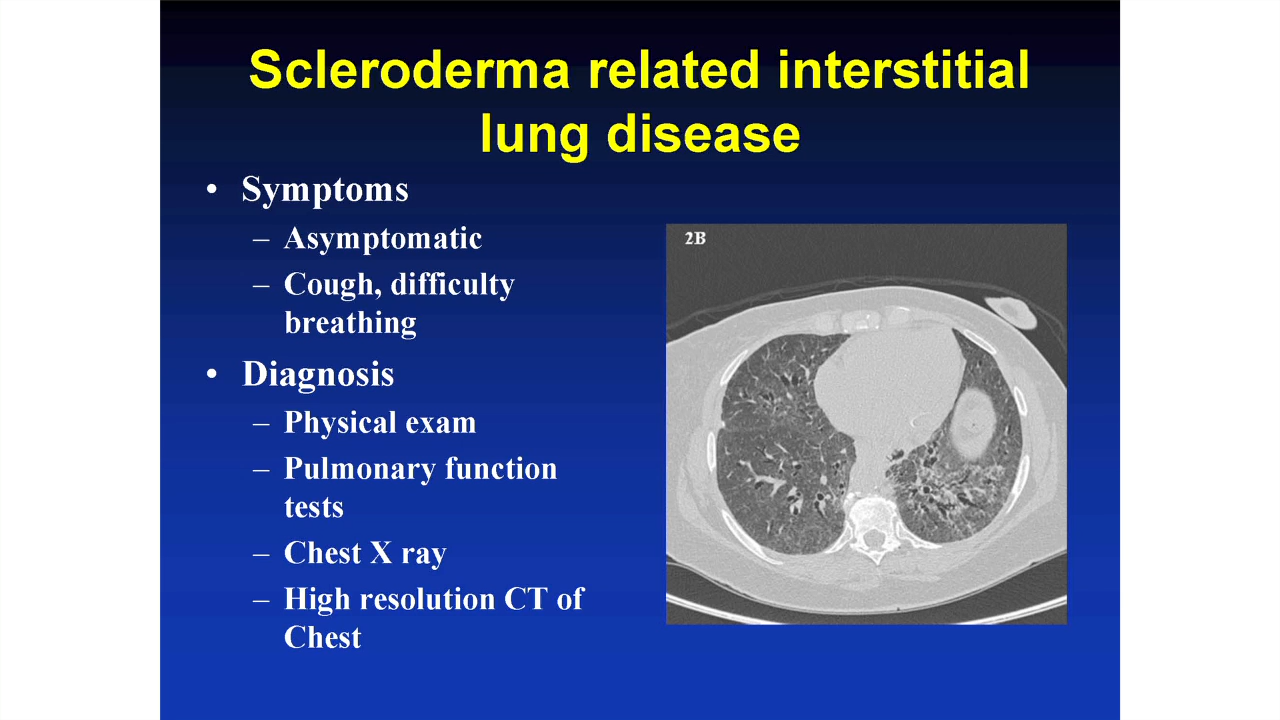 Scleroderma related interstitial
lung disease
• Symptoms
– Asymptomatic
– Cough, difficulty
breathing
• Diagnosis
– Physical exam
– Pulmonary function
tests
– Chest X ray
– High resolution CT of
Chest
2B